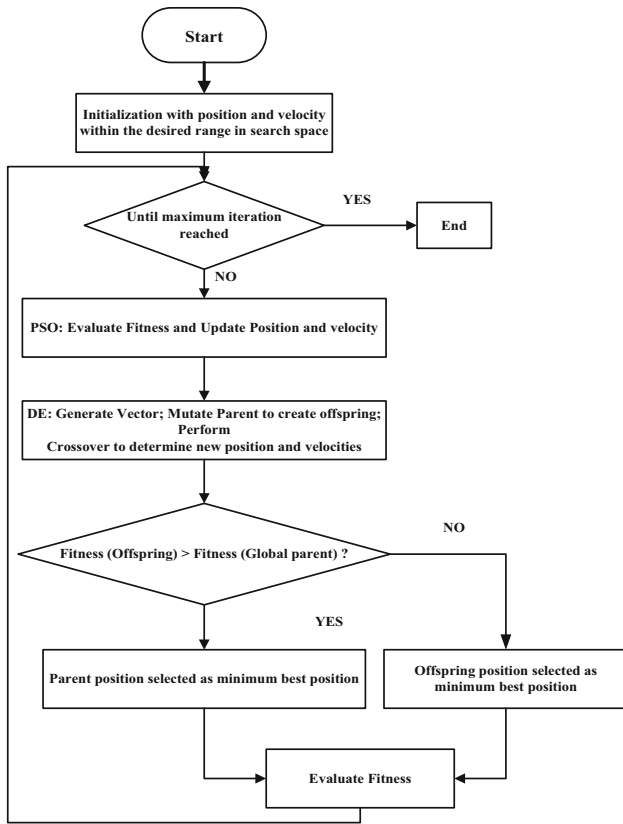 Start
Initialization with position and velocity
within the desired range in search space
YES
Until maximum iteration
reached
End
NO
PSO: Evaluate Fitness and Update Position and velocity
DE: Generate Vector; Mutate Parent to create offspring;
Perform
Crossover to determine new position and velocities
NO
Fitness (Offspring) > Fitness (Global parent) ?
YES
Parent position selected as minimum best position
Offspring position selected as
minimum best position
Evaluate Fitness